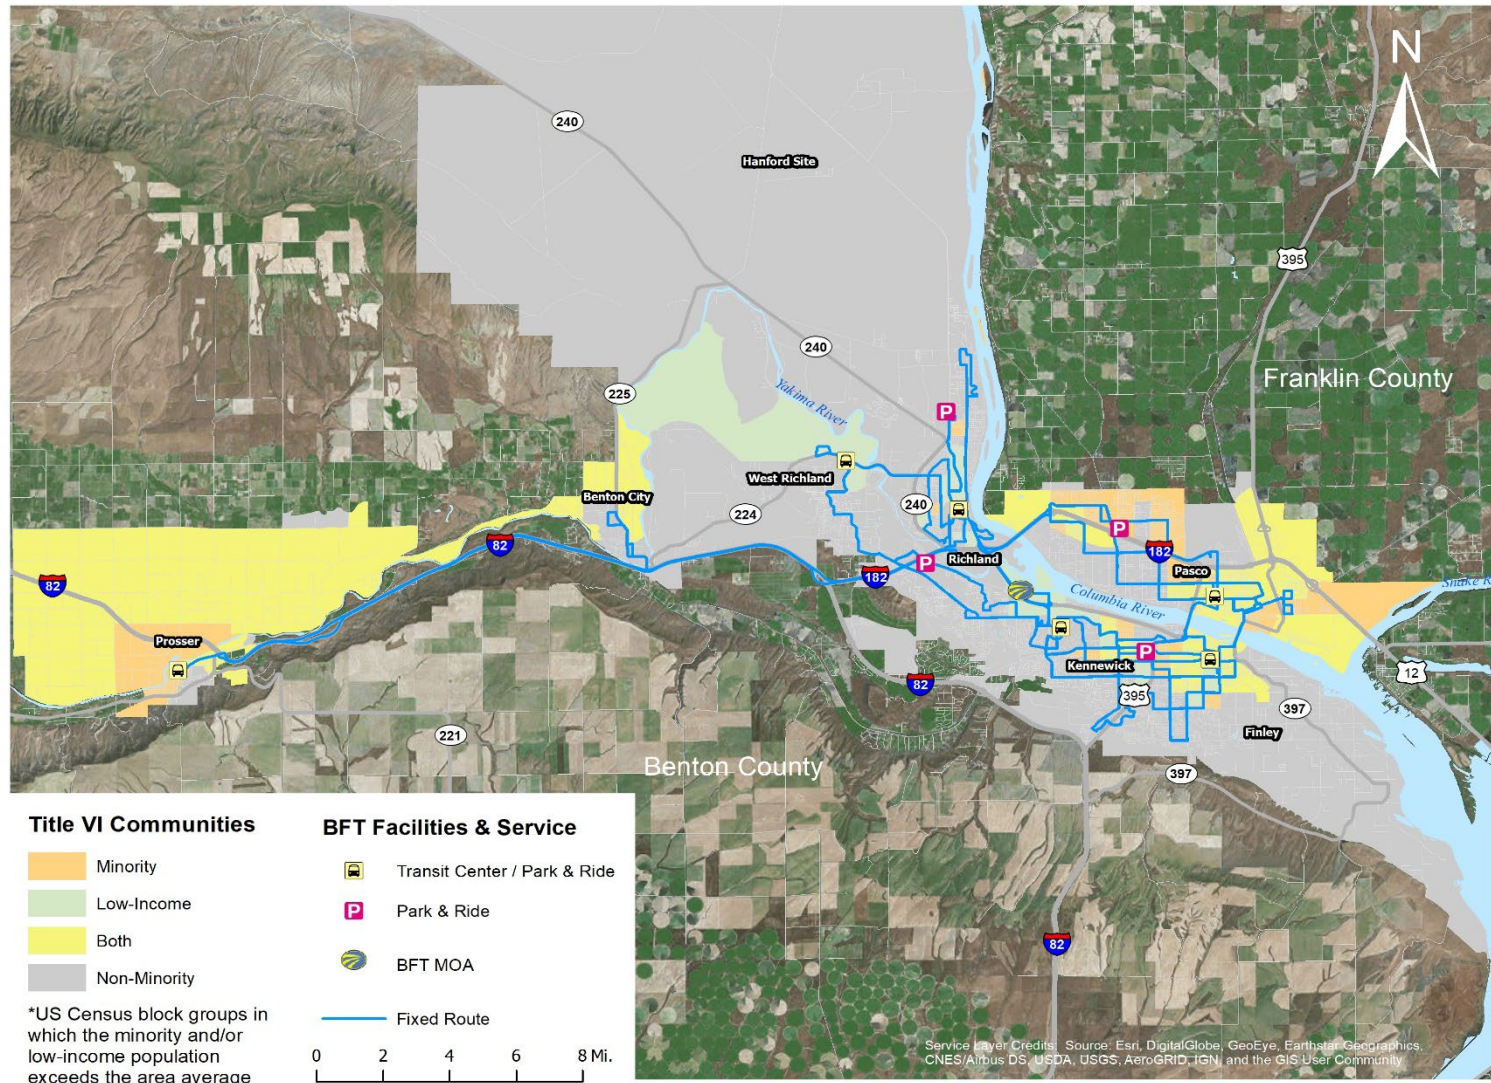 N
240
Hanford Site
395
240
Franklin County
225
Yakima River
P
West Richland
Benton City
240
224
P
82
182
Richland
P
182
Pasco
82
Columbia River
Prosser
Kennewick
P
12
82
395
397
221
Finley
Benton County
397
82
Title VI Communities
Minority
Low-Income
Both
Non-Minority
*US Census block groups in
which the minority and/or
low-income population
exceeds the area average
BFT Facilities & Service
Transit Center / Park & Ride
P Park & Ride
BFT MOA
Fixed Route
0 2 4 6 8 Mi.
Service Layer Credits: Source: Esri, DigitalGlobe, GeoEye, Earthstar Geographics,
CNES/Airbus DS, USDA, USGS, AeroGRID, IGN, and the GIS User Community